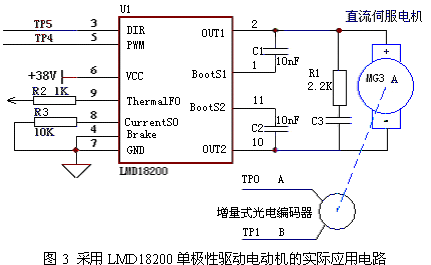 U1
直流伺服电机
TP5 3 DIR OUT1 2
TP4 5 PWM
C1
10nF
+38V 6 VCC BootS1 1
R1
2.2K
MG3 A
+
R2 1K 9 ThermalFO BootS2 11
R3 8 CurrentSO 10nF
10K 4 Brake C2 C3
7 GND OUT2 10
-
LMD18200
TP0 A
增量式光电编码器
TP1 B
图 3 采用 LMD18200 单极性驱动电动机的实际应用电路